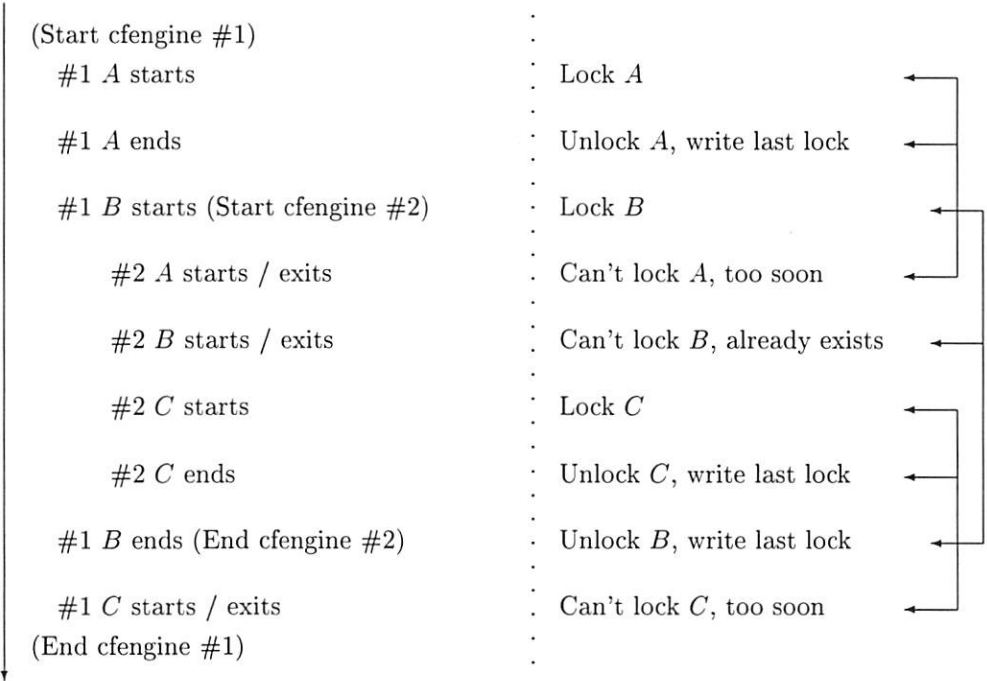 (Start cfengine #1)
#1 A starts Lock A
#1 A ends Unlock A, write last lock
#1 B starts (Start cfengine #2) Lock B
#2 A starts / exits Can't lock A, too soon
#2 B starts / exits Can't lock B, already exists
#2 C starts Lock C
#2 C ends Unlock C, write last lock
#1 B ends (End cfengine #2) Unlock B, write last lock
#1 C starts / exits Can't lock C, too soon
(End cfengine #1)